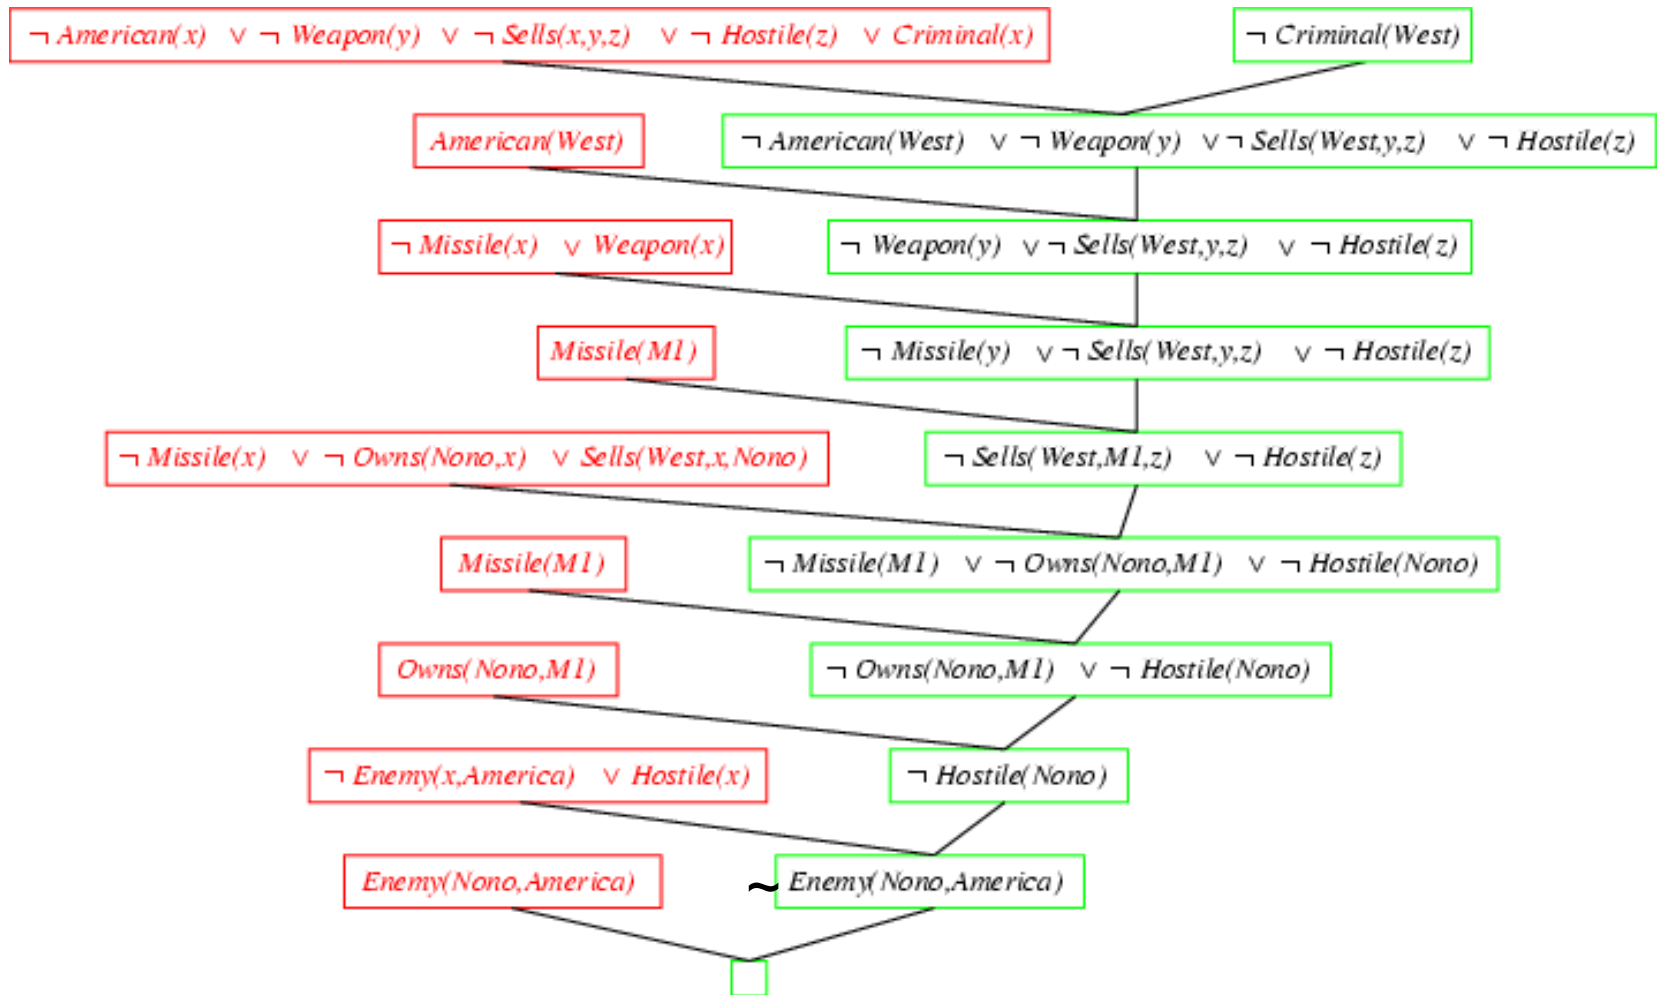 ¬ American(x) ∨ ¬ Weapon(y) ∨ ¬ Sells(x,y,z) ∨ ¬ Hostile(z) ∨ Criminal(x) ¬ Criminal(West)
American(West) ¬ American(West) ∨ ¬ Weapon(y) ∨ ¬ Sells(West,y,z) ∨ ¬ Hostile(z)
¬ Missile(x) ∨ Weapon(x) ¬ Weapon(y) ∨ ¬ Sells(West,y,z) ∨ ¬ Hostile(z)
Missile(M1) ¬ Missile(y) ∨ ¬ Sells(West,y,z) ∨ ¬ Hostile(z)
¬ Missile(x) ∨ ¬ Owns(Nono,x) ∨ Sells(West,x,Nono) ¬ Sells(West,M1,z) ∨ ¬ Hostile(z)
Missile(M1) ¬ Missile(M1) ∨ ¬ Owns(Nono,M1) ∨ ¬ Hostile(Nono)
Owns(Nono,M1) ¬ Owns(Nono,M1) ∨ ¬ Hostile(Nono)
¬ Enemy(x,America) ∨ Hostile(x) ¬ Hostile(Nono)
Enemy(Nono,America) ~ Enemy(Nono,America)